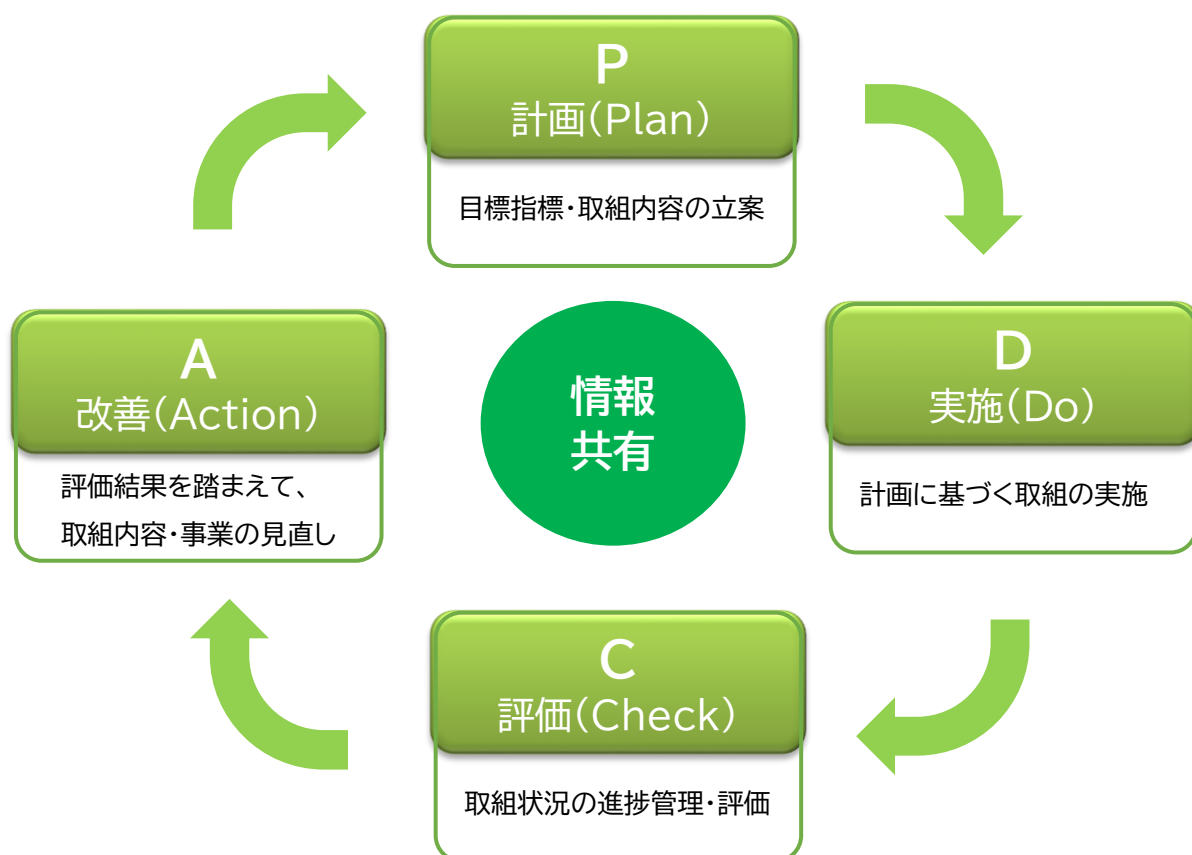 P
計画(Plan)
目標指標・取組内容の立案
D
実施(Do)
計画に基づく取組の実施
C
評価(Check)
取組状況の進捗管理・評価
A
改善(Action)
評価結果を踏まえて、
取組内容・事業の見直し
情報
共有